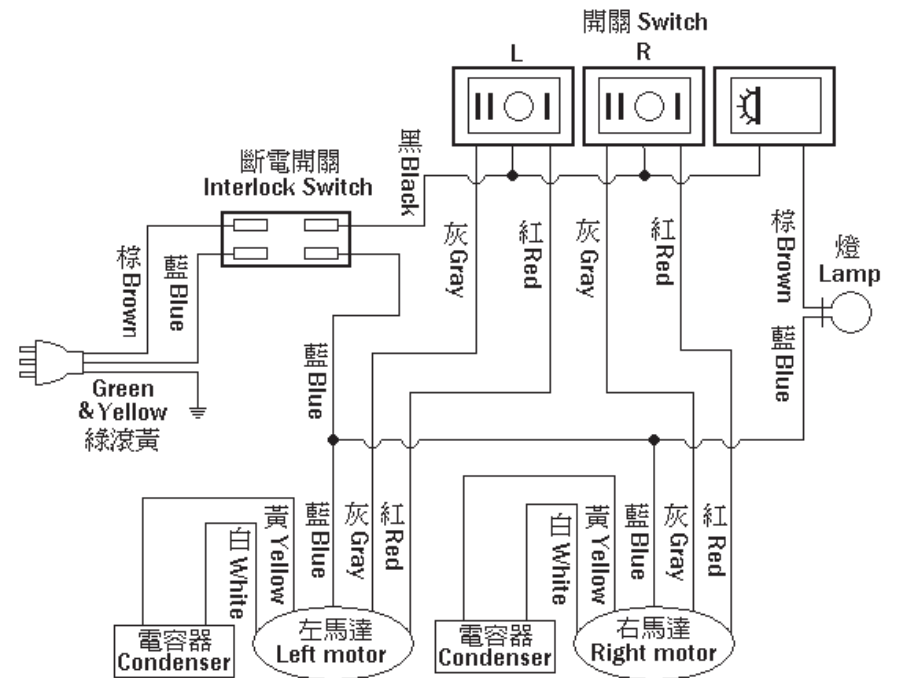 開關 Switch
L
R
斷電開關
Interlock Switch
黑 Black
棕 Brown
藍 Blue
灰 Gray
紅 Red
灰 Gray
紅 Red
棕 Brown
燈
Lamp
藍 Blue
Green
&Yellow
綠滾黃
藍 Blue
白 White
黃 Yellow
藍 Blue
灰 Gray
紅 Red
白 White
黃 Yellow
藍 Blue
灰 Gray
紅 Red
電容器
Condenser
左馬達
Left motor
電容器
Condenser
右馬達
Right motor